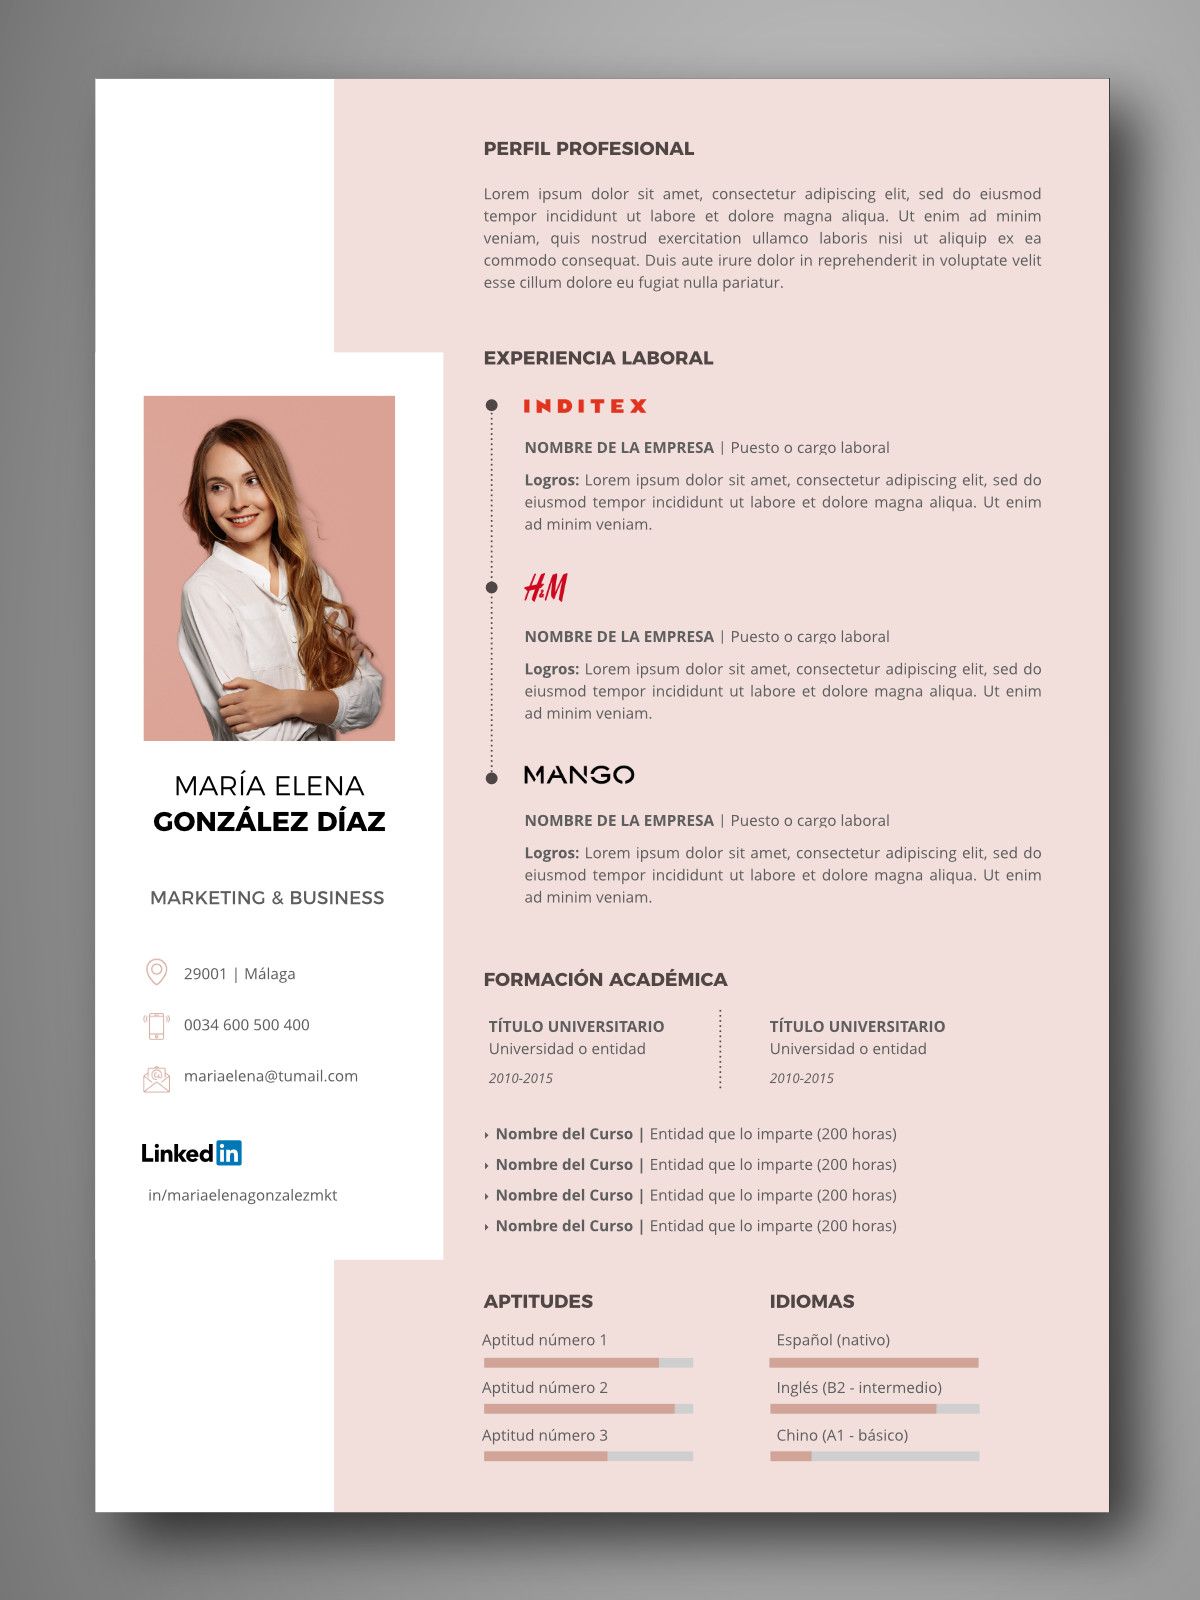 PERFIL PROFESIONAL
Lorem ipsum dolor sit amet, consectetur adipiscing elit, sed do eiusmod
tempor incididunt ut labore et dolore magna aliqua. Ut enim ad minim
veniam, quis nostrud exercitation ullamco laboris nisi ut aliquip ex ea
commodo consequat. Duis aute irure dolor in reprehenderit in voluptate velit
esse cillum dolore eu fugiat nulla pariatur.
EXPERIENCIA LABORAL
INDITEX
NOMBRE DE LA EMPRESA | Puesto o cargo laboral
Logros: Lorem ipsum dolor sit amet, consectetur adipiscing elit, sed do
eiusmod tempor incididunt ut labore et dolore magna aliqua. Ut enim
ad minim veniam.
H&M
NOMBRE DE LA EMPRESA | Puesto o cargo laboral
Logros: Lorem ipsum dolor sit amet, consectetur adipiscing elit, sed do
eiusmod tempor incididunt ut labore et dolore magna aliqua. Ut enim
ad minim veniam.
MANGO
NOMBRE DE LA EMPRESA | Puesto o cargo laboral
Logros: Lorem ipsum dolor sit amet, consectetur adipiscing elit, sed do
eiusmod tempor incididunt ut labore et dolore magna aliqua. Ut enim
ad minim veniam.
MARÍA ELENA
GONZÁLEZ DÍAZ
MARKETING & BUSINESS
29001 | Málaga
0034 600 500 400
mariaelena@tumail.com
Linkedin
in/mariaelenagonzalezmkt
FORMACIÓN ACADÉMICA
TÍTULO UNIVERSITARIO
Universidad o entidad
2010-2015
TÍTULO UNIVERSITARIO
Universidad o entidad
2010-2015
Nombre del Curso | Entidad que lo imparte (200 horas)
Nombre del Curso | Entidad que lo imparte (200 horas)
Nombre del Curso | Entidad que lo imparte (200 horas)
Nombre del Curso | Entidad que lo imparte (200 horas)
APTITUDES
Aptitud número 1
Aptitud número 2
Aptitud número 3
IDIOMAS
Español (nativo)
Inglés (B2 - intermedio)
Chino (A1 - básico)